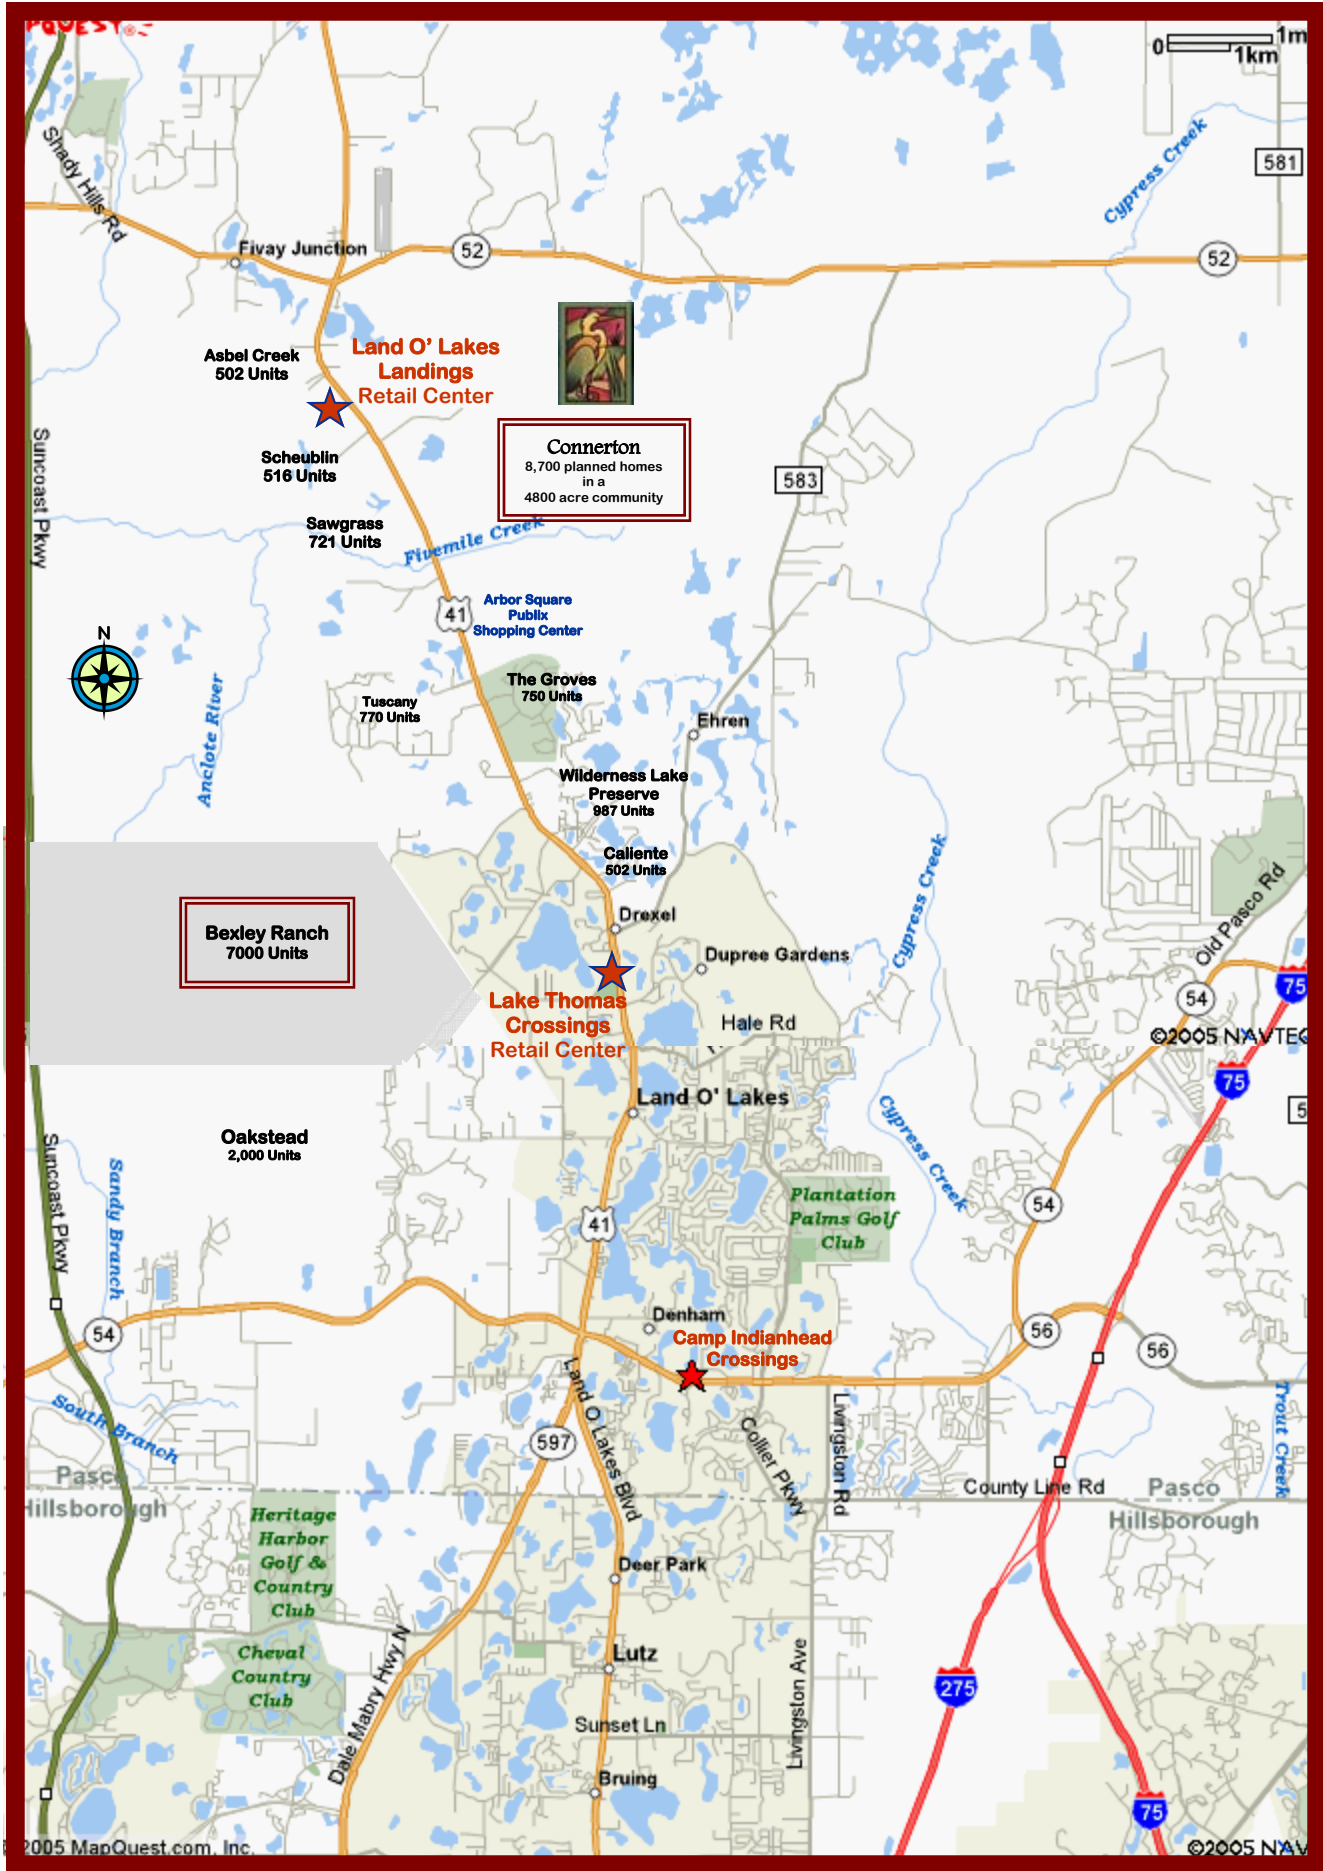 PQUEST®
0
1m
1km
Shady Hills Rd
Cypress Creek
581
Fivay Junction
52
52
Asbel Creek
502 Units
Land O' Lakes
Landings
Retail Center
Scheublin
516 Units
Connerton
8,700 planned homes
in a
4800 acre community
583
Suncoast Pkwy
Sawgrass
721 Units
Fivemile Creek
41
Arbor Square
Publix
Shopping Center
N
Anclote River
Tuscany
770 Units
The Groves
750 Units
Ehren
Wilderness Lake
Preserve
987 Units
Caliente
502 Units
Cypress Creek
Old Pasco Rd
Bexley Ranch
7000 Units
Drexel
Dupree Gardens
75
54
Lake Thomas
Crossings
Retail Center
Hale Rd
©2005 NAVTEQ
75
5
Land O' Lakes
Cypress Creek
Oakstead
2,000 Units
Suncoast Pkwy
Sandy Branch
41
Plantation
Palms Golf
Club
54
54
Denham
Camp Indianhead
Crossings
56
56
Land O Lakes Blvd
South Branch
597
Collier Pkwy
Livingston Rd
Trout Creek
County Line Rd
Pasco
Hillsborough
Pasco
Hillsborough
Heritage
Harbor
Golf &
Country
Club
Deer Park
Cheval
Country
Club
Dale Mabry Hwy N
Lutz
Livingston Ave
275
Sunset Ln
Bruing
75
2005 MapQuest.com, Inc.
©2005 NAV